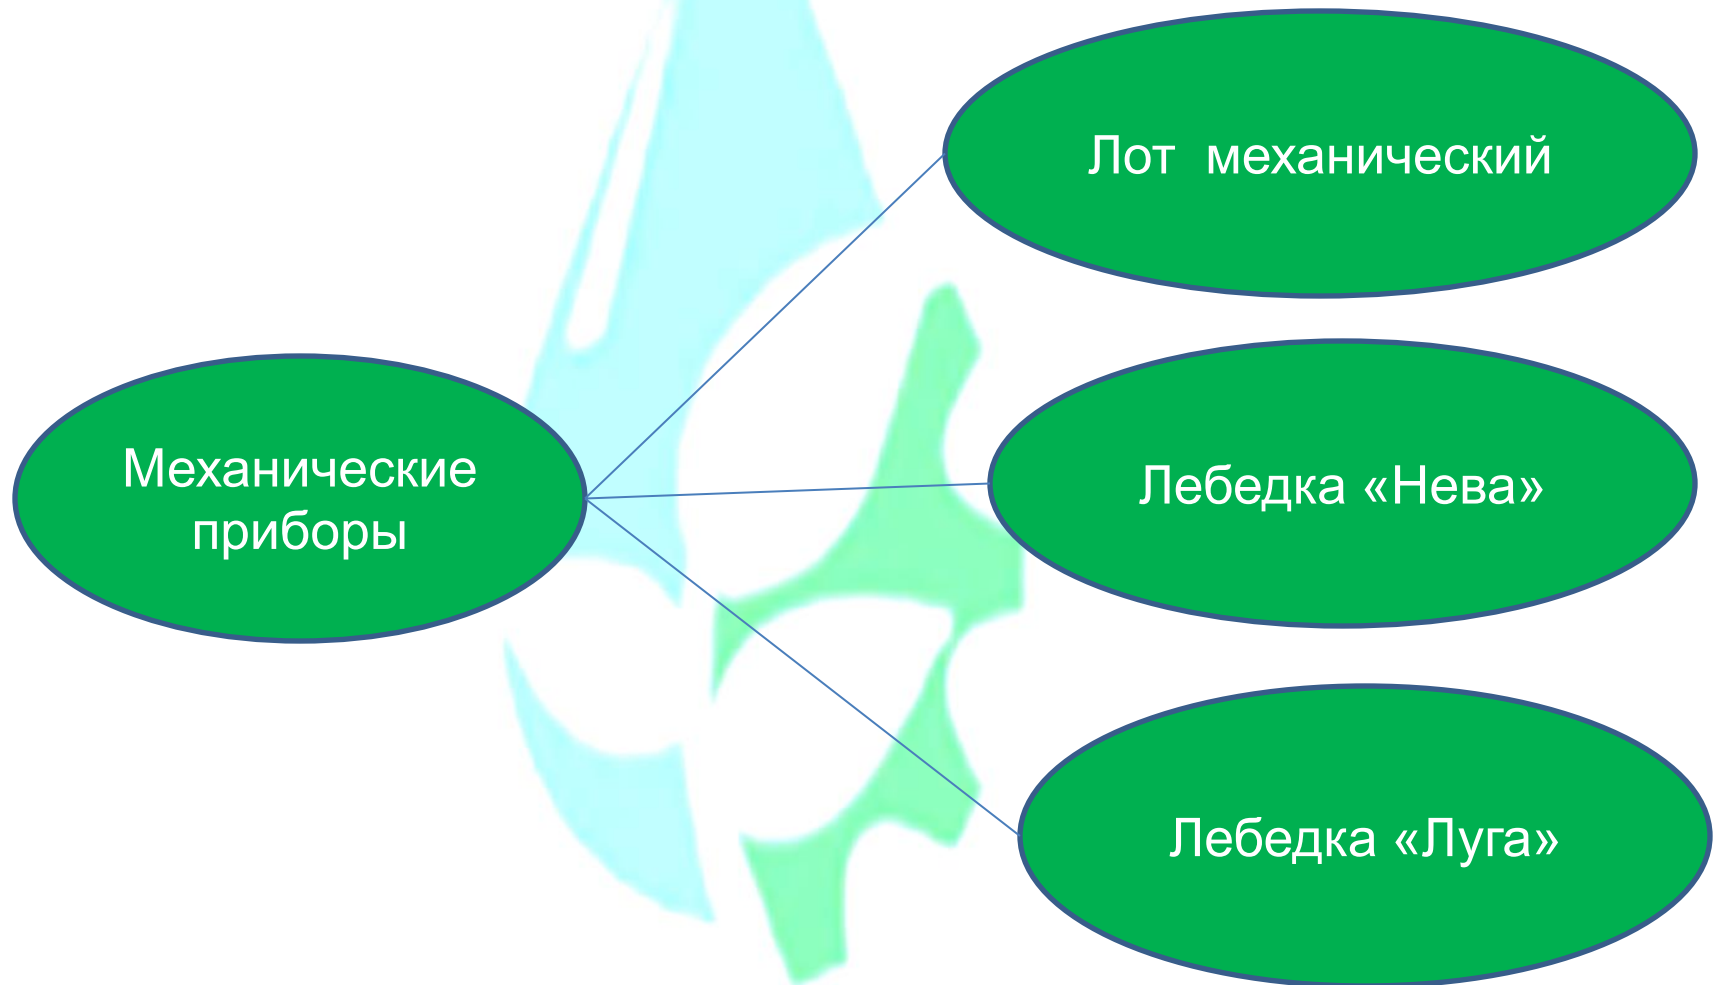 Лот механический
Механические
приборы
Лебедка «Нева»
Лебедка «Луга»